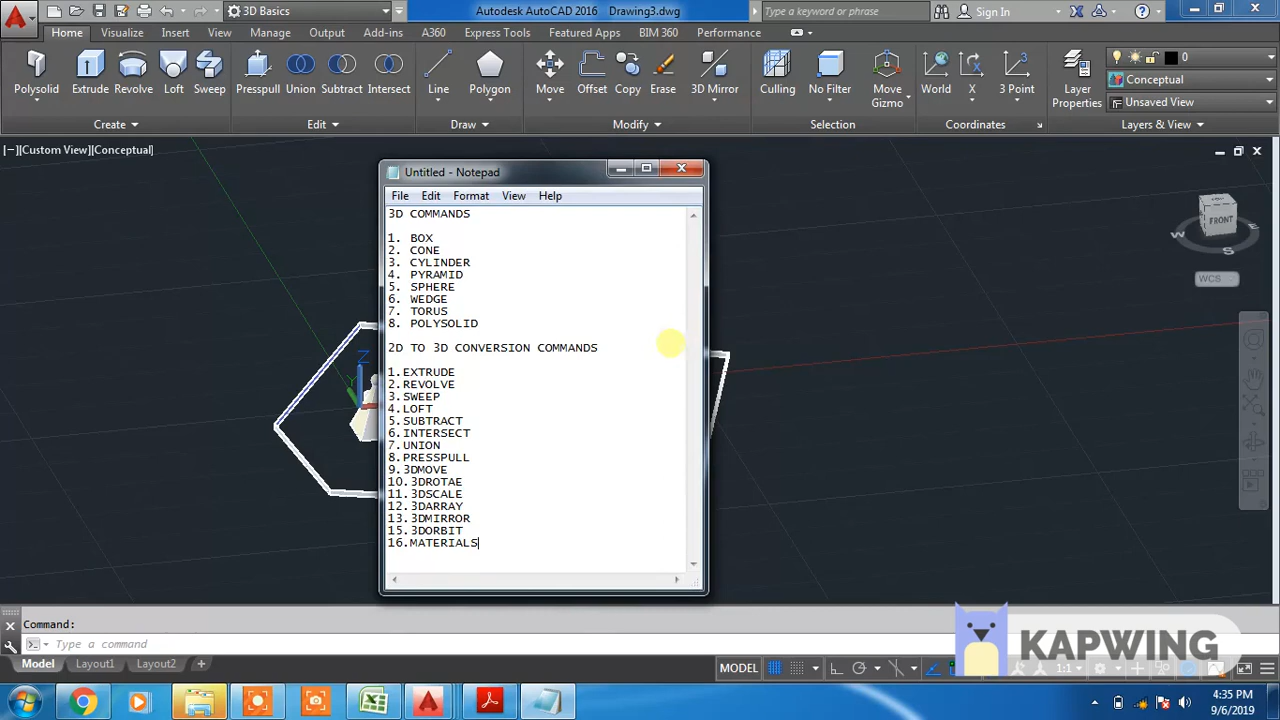 3D Basics
Autodesk AutoCAD 2016 Drawing3.dwg
Type a keyword or phrase
Sign In
Home Visualize Insert View Manage Output Add-ins A360 Express Tools Featured Apps BIM 360 Performance
Polysolid Extrude Revolve Loft Sweep Presspull Union Subtract Intersect Line Polygon Move Offset Copy Erase 3D Mirror Culling No Filter Move Gizmo World X 3 Point Layer Properties
0
Conceptual
Unsaved View
Create Edit Draw Modify Selection Coordinates Layers & View
[−][Custom View][Conceptual]
Untitled - Notepad
File Edit Format View Help
3D COMMANDS
1. BOX
2. CONE
3. CYLINDER
4. PYRAMID
5. SPHERE
6. WEDGE
7. TORUS
8. POLYSOLID
2D TO 3D CONVERSION COMMANDS
1.EXTRUDE
2.REVOLVE
3.SWEEP
4.LOFT
5.SUBTRACT
6.INTERSECT
7.UNION
8.PRESSPULL
9.3DMOVE
10.3DROTAE
11.3DSCALE
12.3DARRAY
13.3DMIRROR
15.3DORBIT
16.MATERIALS
FRONT
W
E
S
WCS
Z
Y
Command:
Type a command
KAPWING
Model Layout1 Layout2 +
MODEL
1:1
4:35 PM
9/6/2019